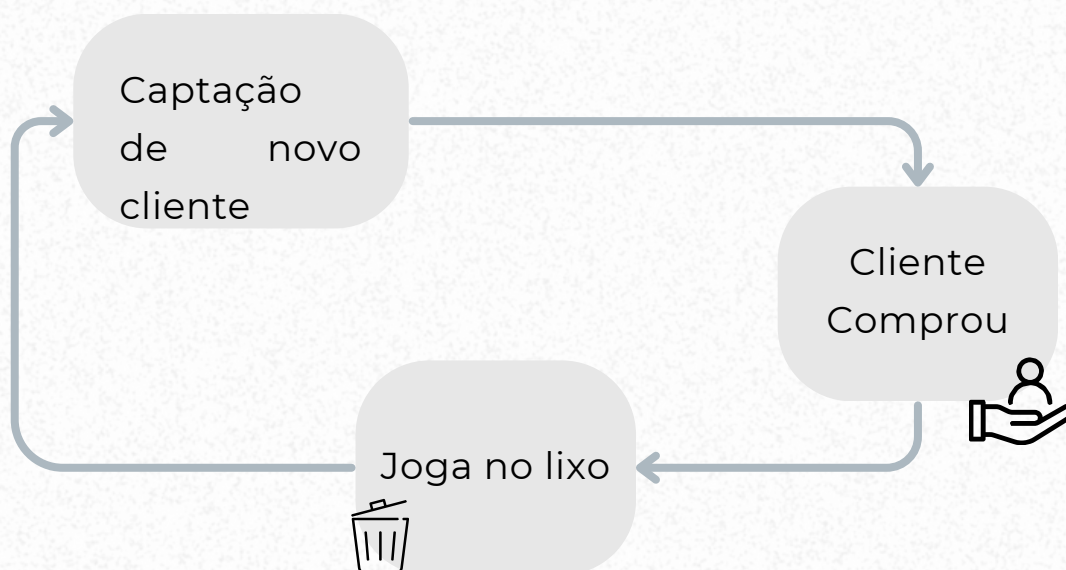 Captação
de novo
cliente
Cliente
Comprou
Joga no lixo